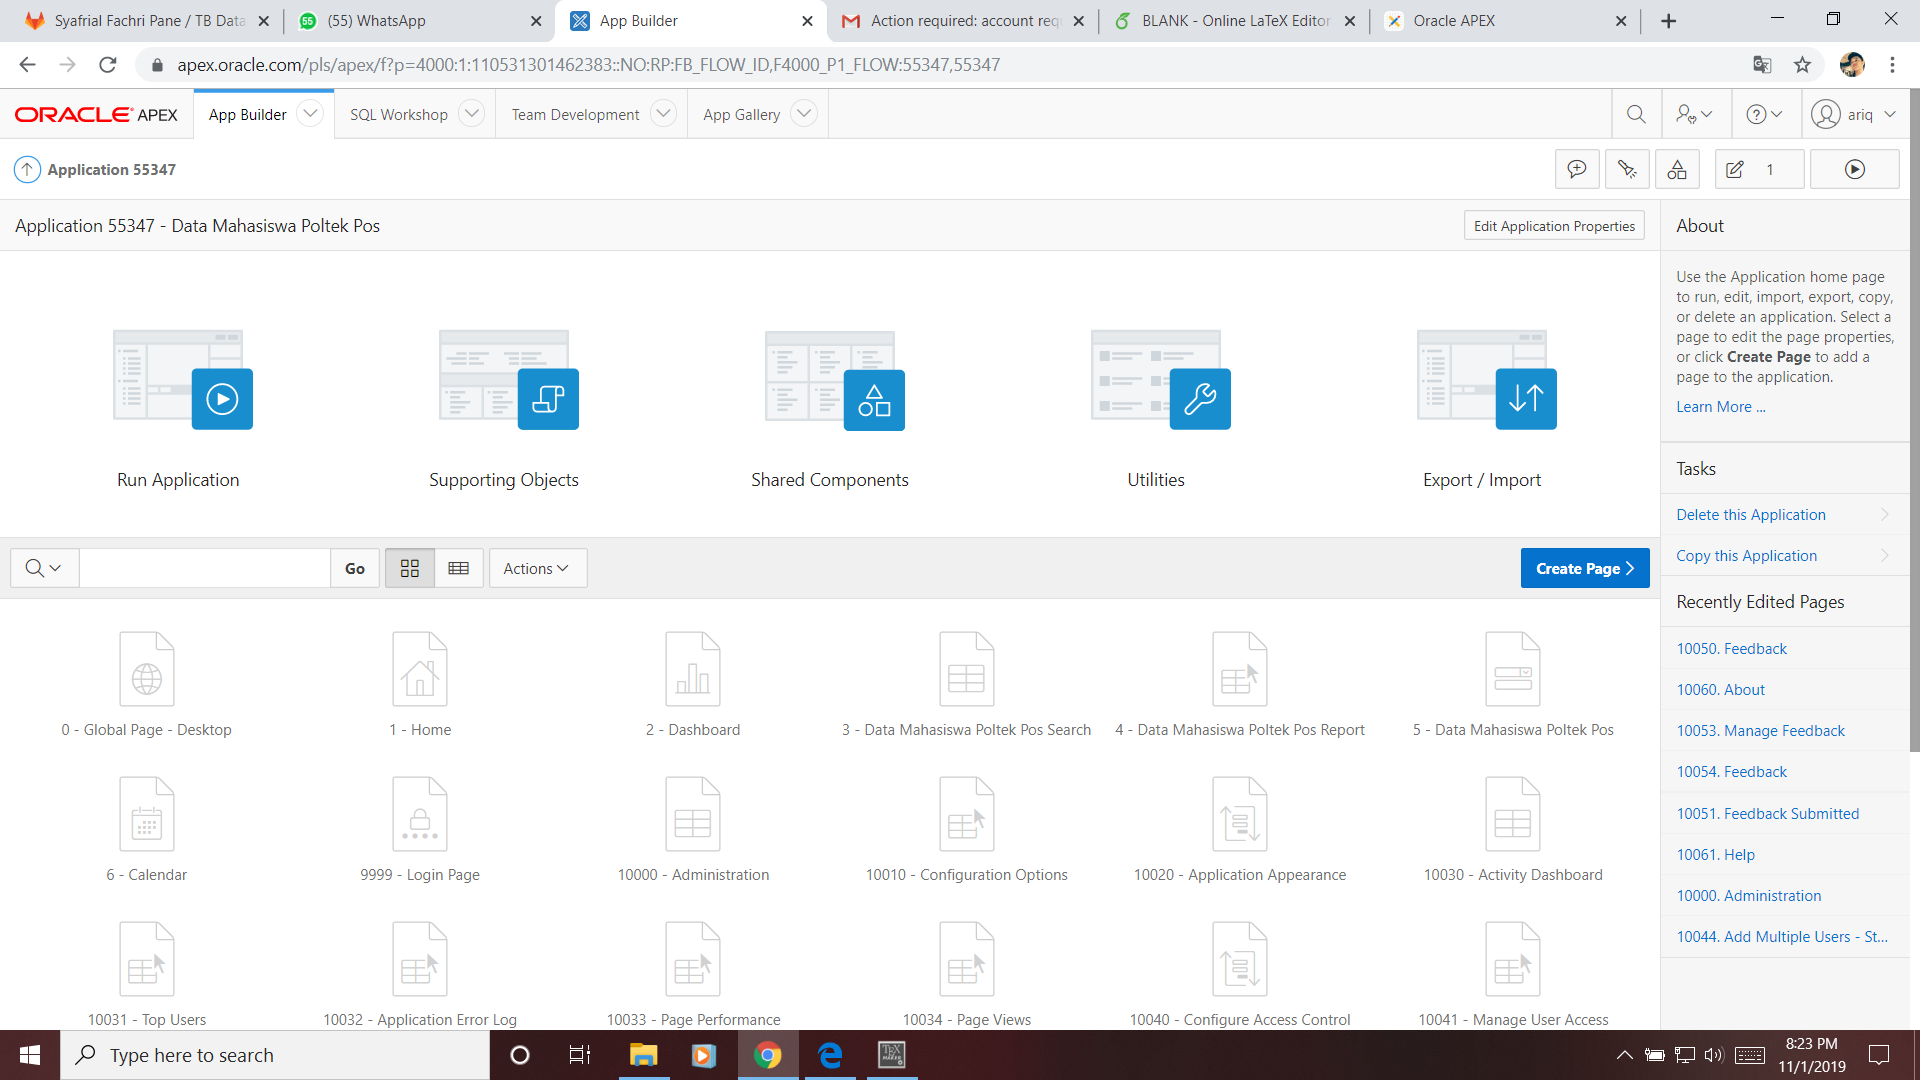 Syafrial Fachri Pane / TB Data
(55) WhatsApp
App Builder
Action required: account req
BLANK - Online LaTeX Editor
Oracle APEX
apex.oracle.com/pls/apex/f?p=4000:1:110531301462383::NO:RP:FB_FLOW_ID,F4000_P1_FLOW:55347,55347
ORACLE APEX
App Builder
SQL Workshop
Team Development
App Gallery
ariq
Application 55347
1
Application 55347 - Data Mahasiswa Poltek Pos
Edit Application Properties
Run Application
Supporting Objects
Shared Components
Utilities
Export / Import
Go
Actions
Create Page
0 - Global Page - Desktop
1 - Home
2 - Dashboard
3 - Data Mahasiswa Poltek Pos Search
4 - Data Mahasiswa Poltek Pos Report
5 - Data Mahasiswa Poltek Pos
6 - Calendar
9999 - Login Page
10000 - Administration
10010 - Configuration Options
10020 - Application Appearance
10030 - Activity Dashboard
10031 - Top Users
10032 - Application Error Log
10033 - Page Performance
10034 - Page Views
10040 - Configure Access Control
10041 - Manage User Access
About
Use the Application home page
to run, edit, import, export, copy,
or delete an application. Select a
page to edit the page properties,
or click Create Page to add a
page to the application.
Learn More ...
Tasks
Delete this Application
Copy this Application
Recently Edited Pages
10050. Feedback
10060. About
10053. Manage Feedback
10054. Feedback
10051. Feedback Submitted
10061. Help
10000. Administration
10044. Add Multiple Users - St...
Type here to search
8:23 PM
11/1/2019